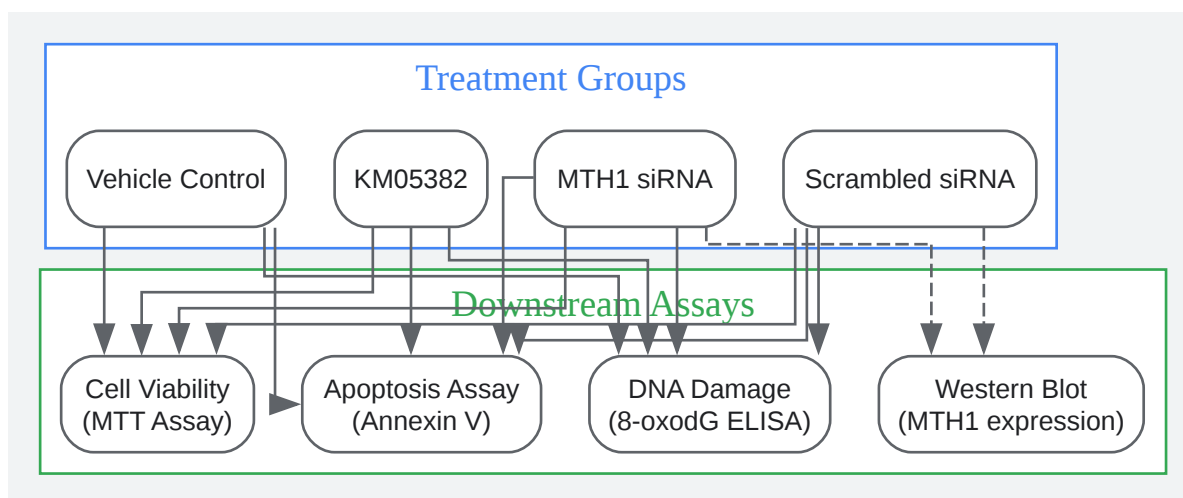 Treatment Groups
Vehicle Control
KM05382
MTH1 siRNA
Scrambled siRNA
Downstream Assays
Cell Viability
(MTT Assay)
Apoptosis Assay
(Annexin V)
DNA Damage
(8-oxodG ELISA)
Western Blot
(MTH1 expression)